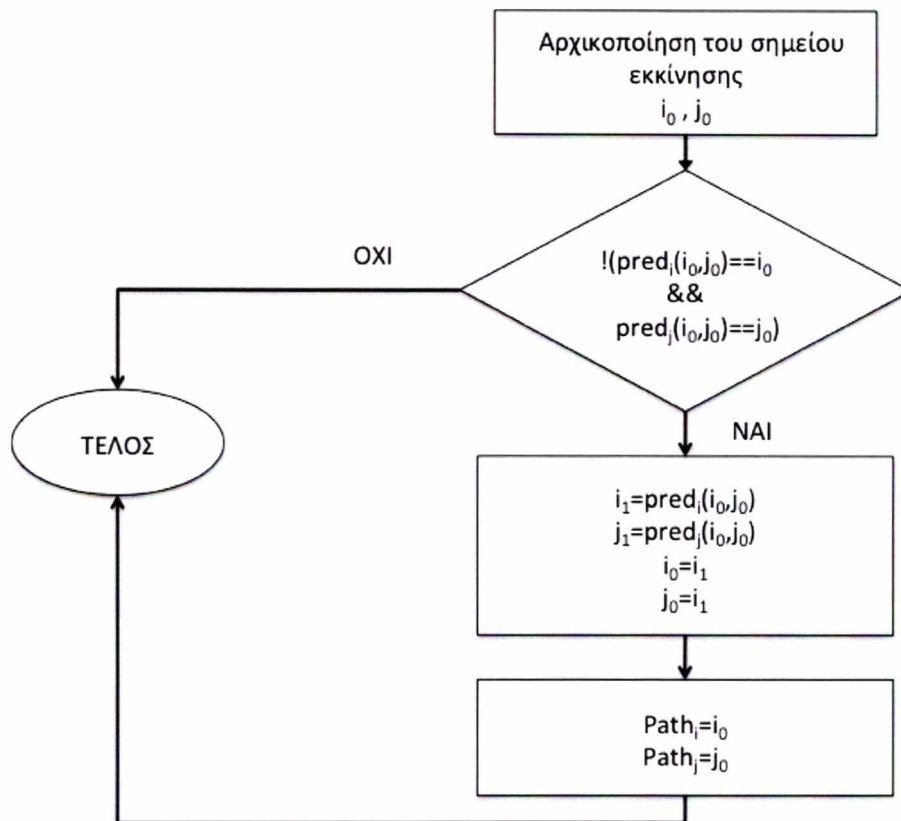 Αρχικοποίηση του σημείου
εκκίνησης
i₀ , j₀
ΟΧΙ
!(predᵢ(i₀,j₀)==i₀
&&
predⱼ(i₀,j₀)==j₀)
ΤΕΛΟΣ
ΝΑΙ
i₁=predᵢ(i₀,j₀)
j₁=predⱼ(i₀,j₀)
i₀=i₁
j₀=i₁
Pathᵢ=i₀
Pathⱼ=j₀